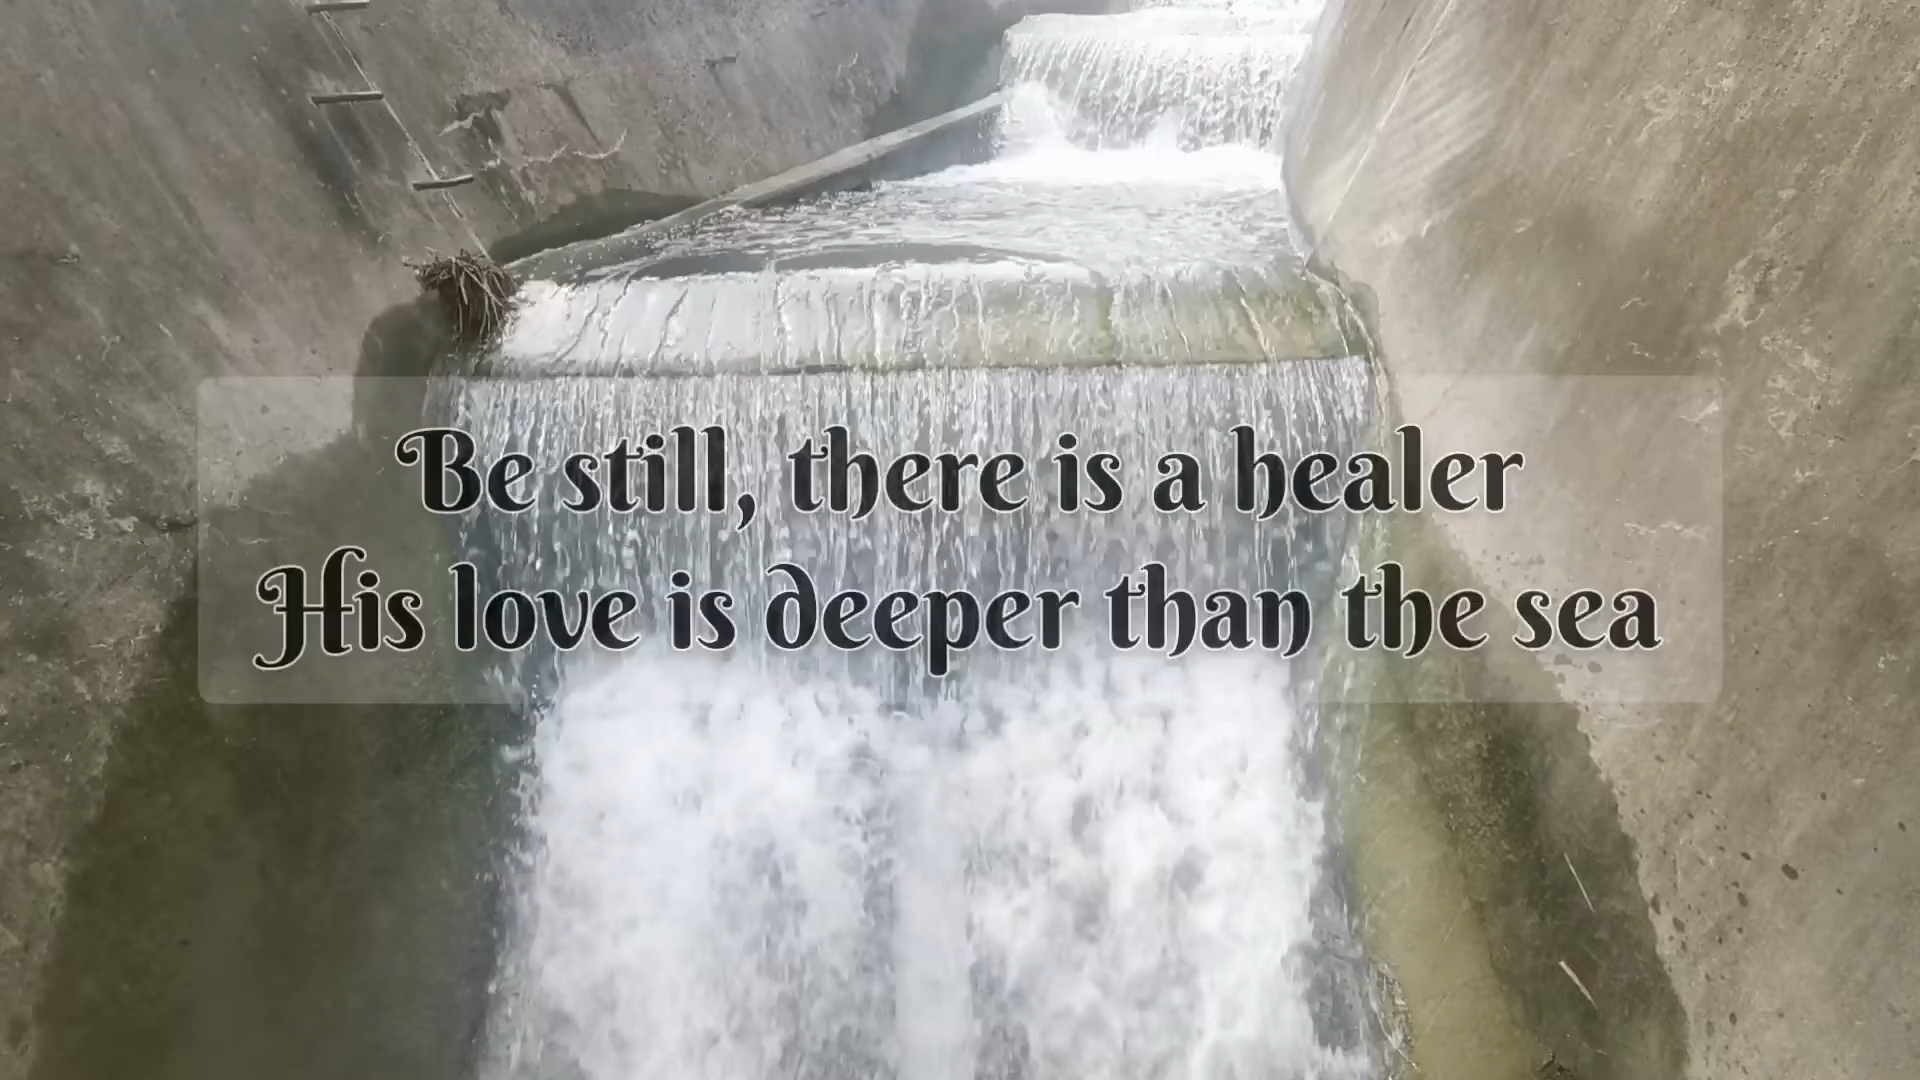 Be still, there is a healer
His love is deeper than the sea